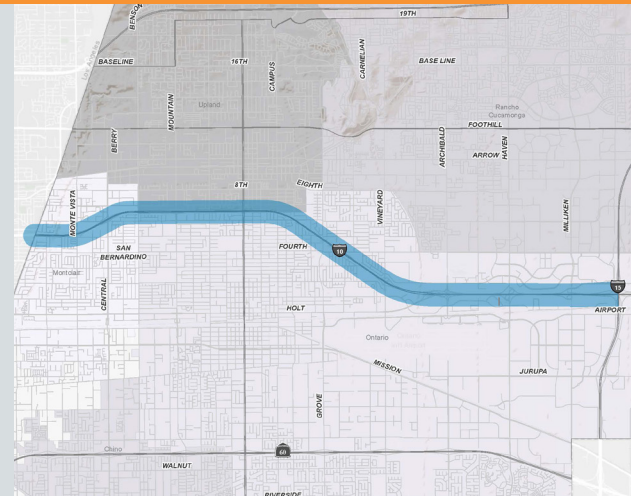 BENSON
19TH
Los Angeles
BASELINE
16TH
CAMPUS
CARNELIAN
BASE LINE
MOUNTAIN
Upland
Rancho
Cucamonga
FOOTHILL
BERRY
ARCHIBALD
ARROW
HAVEN
8TH
EIGHTH
MONTE VISTA
VINEYARD
MILLIKEN
SAN
BERNARDINO
FOURTH
10
Montclair
CENTRAL
15
HOLT
AIRPORT
Ontario
MISSION
JURUPA
GROVE
Chino
60
WALNUT
RIVERSIDE